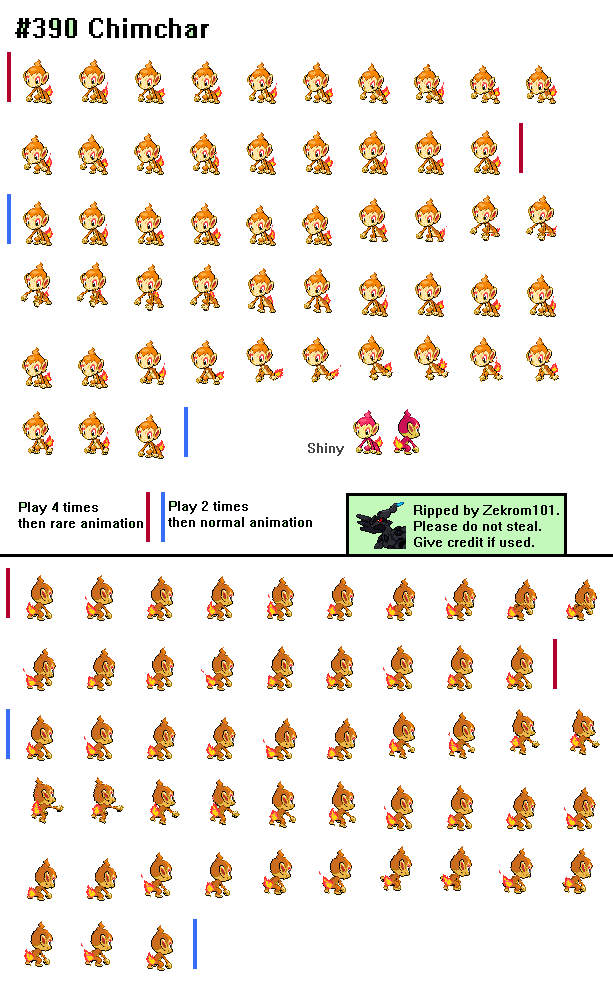 #390 Chimchar
Shiny
Play 4 times
then rare animation
Play 2 times
then normal animation
Ripped by Zekrom101.
Please do not steal.
Give credit if used.